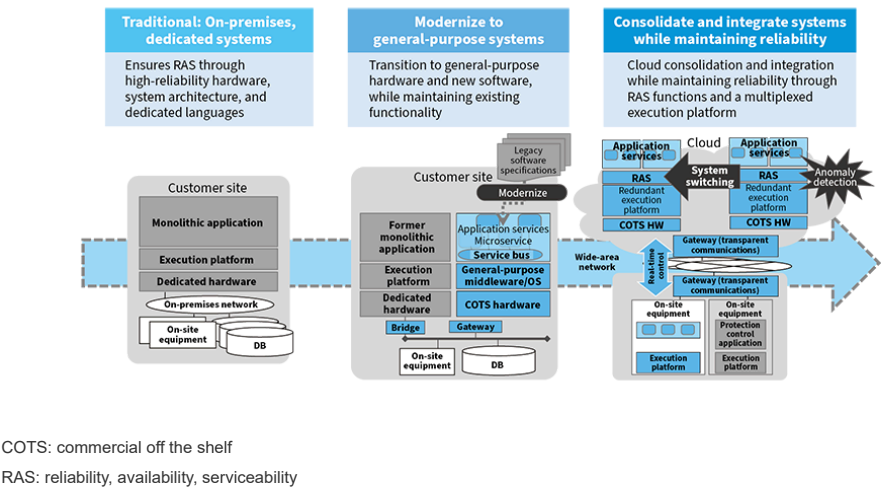 Traditional: On-premises,
dedicated systems
Ensures RAS through
high-reliability hardware,
system architecture, and
dedicated languages
Customer site
Monolithic application
Execution platform
Dedicated hardware
On-premises network
On-site
equipment
DB
Modernize to
general-purpose systems
Transition to general-purpose
hardware and new software,
while maintaining existing
functionality
Legacy
software
specifications
Customer site
Modernize
Former
monolithic
application
Application services
Microservice
Service bus
Execution
platform
General-purpose
middleware/OS
Dedicated
hardware
COTS hardware
Bridge
Gateway
On-site
equipment
DB
Consolidate and integrate systems
while maintaining reliability
Cloud consolidation and integration
while maintaining reliability through
RAS functions and a multiplexed
execution platform
Cloud
Application
services
RAS
Redundant
execution
platform
COTS HW
System
switching
Application
services
RAS
Redundant
execution
platform
COTS HW
Anomaly
detection
Wide-area
network
Real-time
control
Gateway (transparent
communications)
Gateway (transparent
communications)
On-site
equipment
Execution
platform
On-site
equipment
Protection
control
application
Execution
platform
COTS: commercial off the shelf
RAS: reliability, availability, serviceability